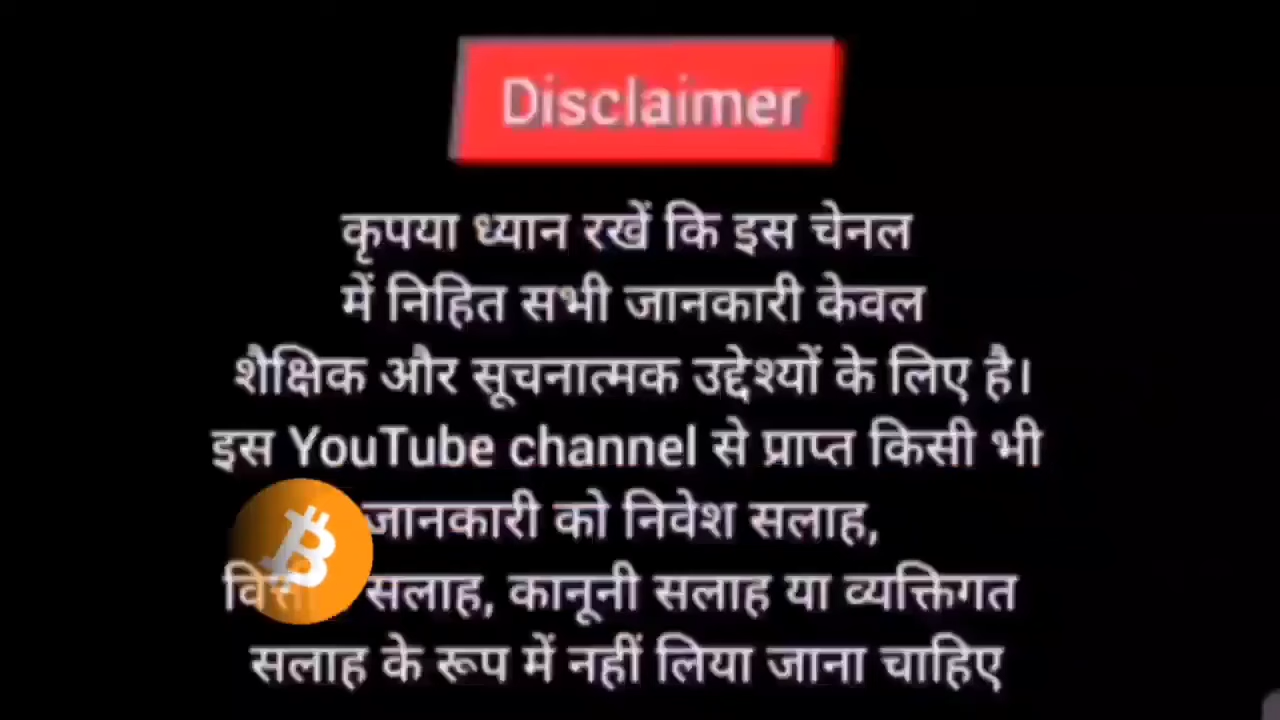 Disclaimer
कृपया ध्यान रखें कि इस चेनल
में निहित सभी जानकारी केवल
शैक्षिक और सूचनात्मक उद्देश्यों के लिए है।
इस YouTube channel से प्राप्त किसी भी
जानकारी को निवेश सलाह,
सलाह, कानूनी सलाह या व्यक्तिगत
सलाह के रूप में नहीं लिया जाना चाहिए